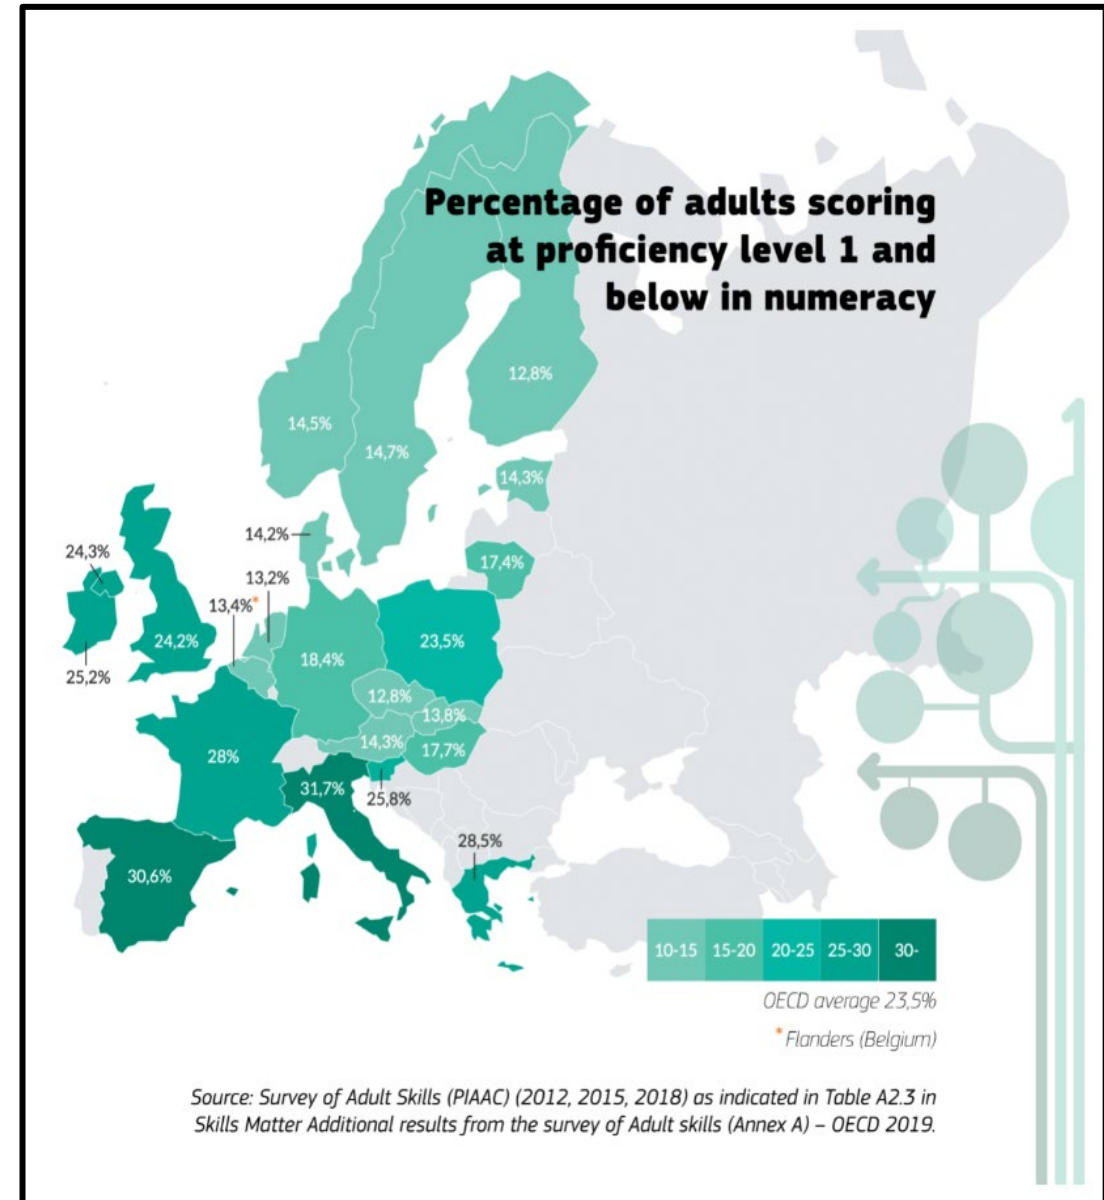 Percentage of adults scoring
at proficiency level 1 and
below in numeracy
12,8%
14,5%
14,7%
14,3%
14,2%
17,4%
24,3%
13,2%
13,4%*
24,2%
23,5%
18,4%
25,2%
12,8%
13,8%
14,3%
17,7%
28%
31,7%
25,8%
28,5%
30,6%
10-15 15-20 20-25 25-30 30-
OECD average 23,5%
* Flanders (Belgium)
Source: Survey of Adult Skills (PIAAC) (2012, 2015, 2018) as indicated in Table A2.3 in
Skills Matter Additional results from the survey of Adult skills (Annex A) – OECD 2019.